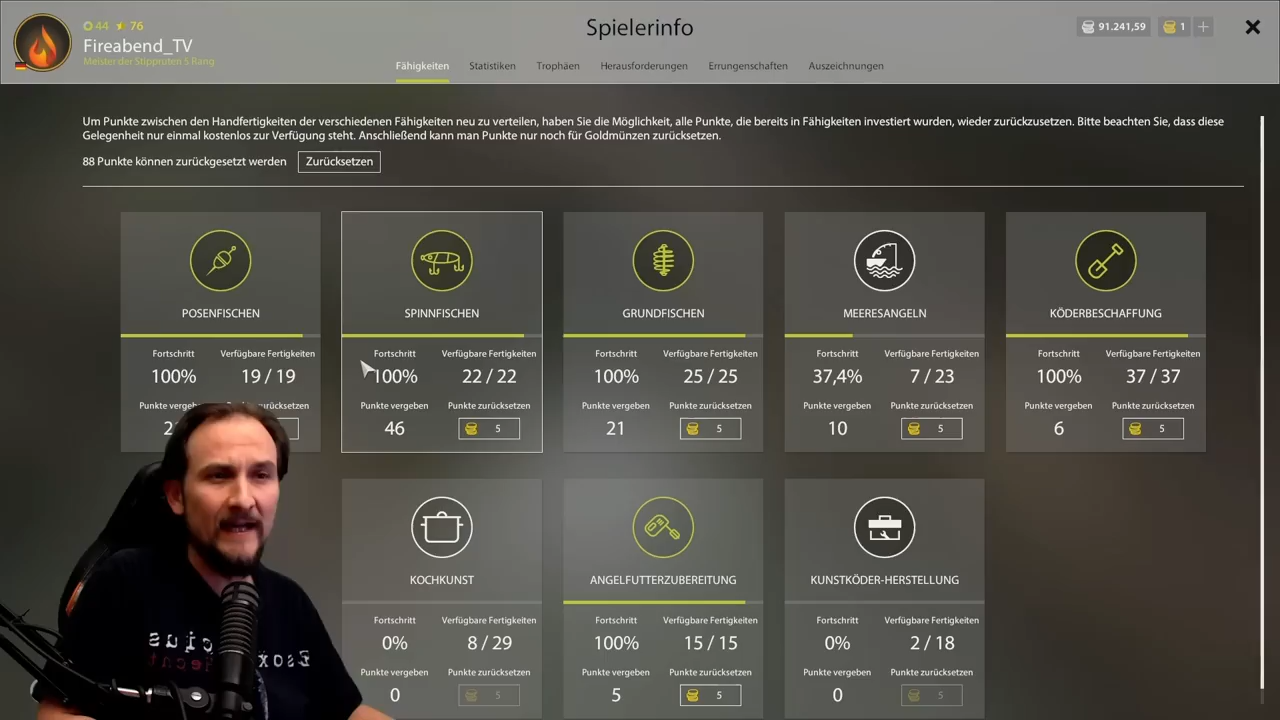 44 76
Fireabend_TV
Meister der Stippruten 5 Rang
Spielerinfo
91.241,59
1
Fähigkeiten Statistiken Trophäen Herausforderungen Errungenschaften Auszeichnungen
Um Punkte zwischen den Handfertigkeiten der verschiedenen Fähigkeiten neu zu verteilen, haben Sie die Möglichkeit, alle Punkte, die bereits in Fähigkeiten investiert wurden, wieder zurückzusetzen. Bitte beachten Sie, dass diese
Gelegenheit nur einmal kostenlos zur Verfügung steht. Anschließend kann man Punkte nur noch für Goldmünzen zurücksetzen.
88 Punkte können zurückgesetzt werden Zurücksetzen
POSENFISCHEN
Fortschritt Verfügbare Fertigkeiten
100% 19 / 19
SPINNFISCHEN
Fortschritt Verfügbare Fertigkeiten
100% 22 / 22
Punkte vergeben Punkte zurücksetzen
46 5
GRUNDFISCHEN
Fortschritt Verfügbare Fertigkeiten
100% 25 / 25
Punkte vergeben Punkte zurücksetzen
21 5
MEERESANGELN
Fortschritt Verfügbare Fertigkeiten
37,4% 7 / 23
Punkte vergeben Punkte zurücksetzen
10 5
KÖDERBESCHAFFUNG
Fortschritt Verfügbare Fertigkeiten
100% 37 / 37
Punkte vergeben Punkte zurücksetzen
6 5
KOCHKUNST
Fortschritt Verfügbare Fertigkeiten
0% 8 / 29
Punkte vergeben Punkte zurücksetzen
0 5
ANGELFUTTERZUBEREITUNG
Fortschritt Verfügbare Fertigkeiten
100% 15 / 15
Punkte vergeben Punkte zurücksetzen
5 5
KUNSTKÖDER-HERSTELLUNG
Fortschritt Verfügbare Fertigkeiten
0% 2 / 18
Punkte vergeben Punkte zurücksetzen
0 5